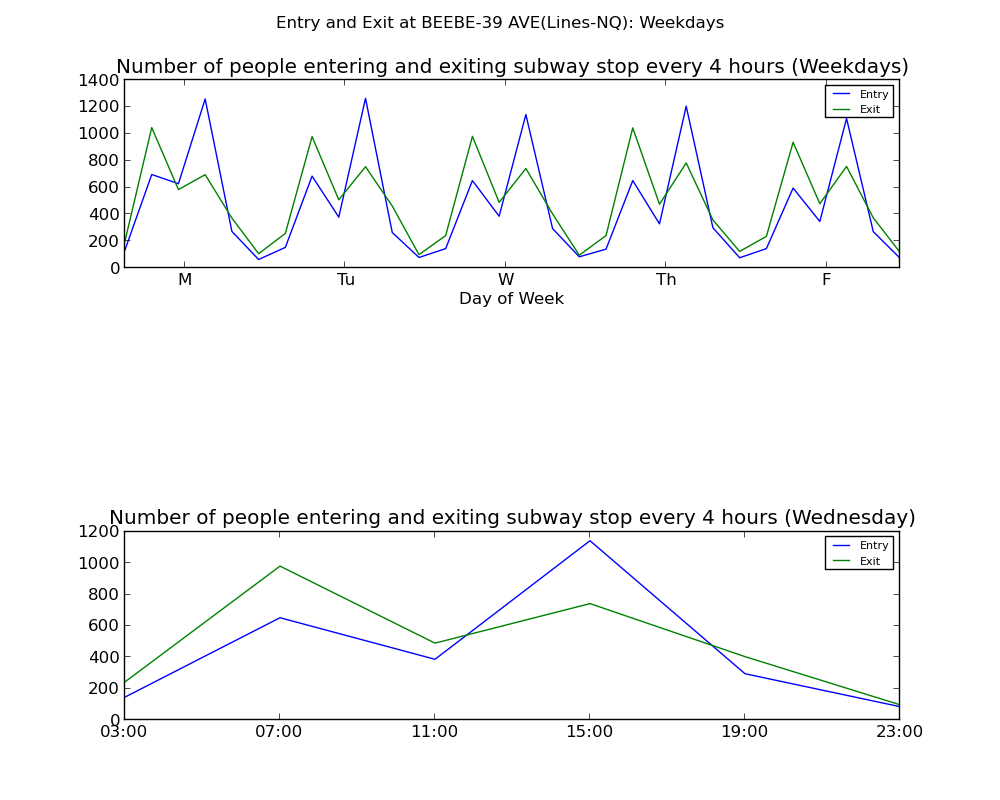 Entry and Exit at BEEBE-39 AVE(Lines-NQ): Weekdays
Number of people entering and exiting subway stop every 4 hours (Weekdays)
1400
1200
1000
800
600
400
200
0
Entry
Exit
M Tu W Th F
Day of Week
Number of people entering and exiting subway stop every 4 hours (Wednesday)
1200
1000
800
600
400
200
0
Entry
Exit
03:00 07:00 11:00 15:00 19:00 23:00